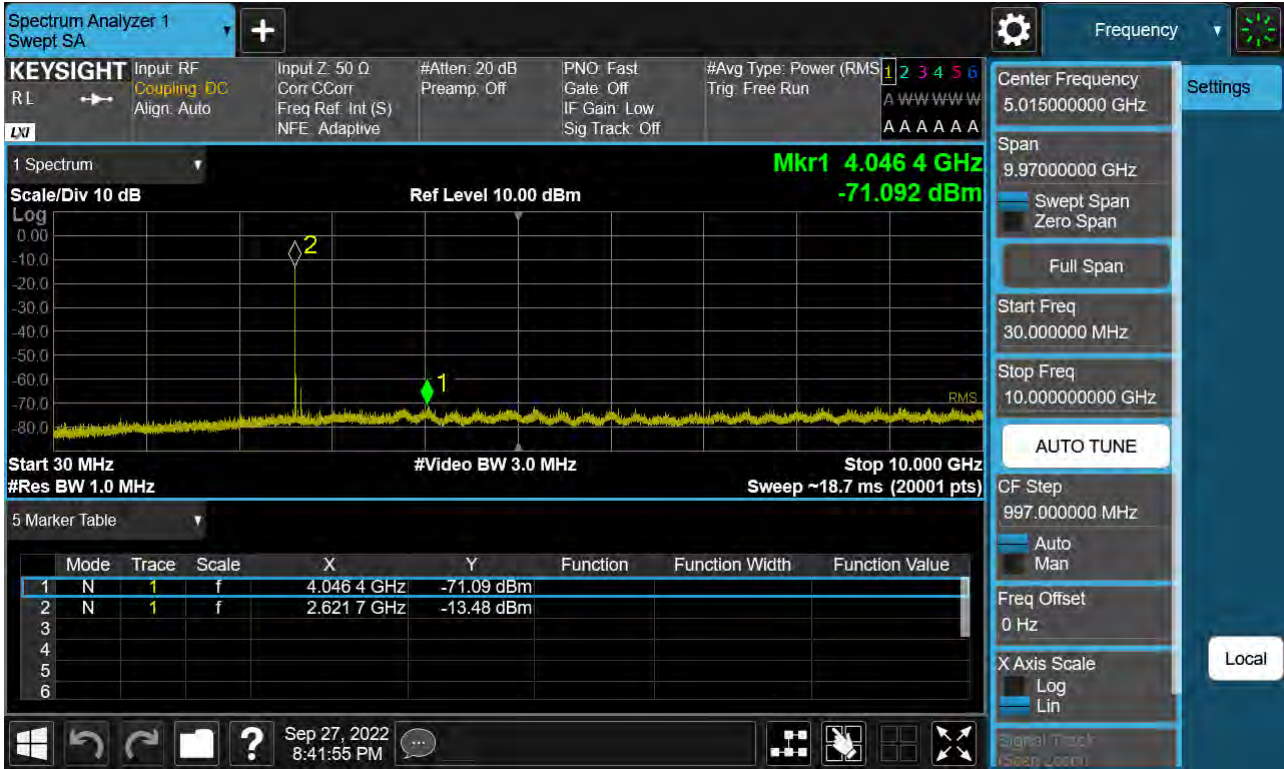 Spectrum Analyzer 1
Swept SA
+
Frequency
KEYSIGHT
RL
LXI
Input: RF
Coupling: DC
Align: Auto
Input Z: 50 Ω
Corr CCorr
Freq Ref: Int (S)
NFE: Adaptive
#Atten: 20 dB
Preamp: Off
PNO: Fast
Gate: Off
IF Gain: Low
Sig Track: Off
#Avg Type: Power (RMS
Trig: Free Run
1 2 3 4 5 6
A WW WW W
A A A A A A
1 Spectrum
Mkr1 4.046 4 GHz
Scale/Div 10 dB
Ref Level 10.00 dBm
-71.092 dBm
Log
0.00
-10.0
-20.0
-30.0
-40.0
-50.0
-60.0
-70.0
-80.0
2
1
RMS
Start 30 MHz
#Video BW 3.0 MHz
Stop 10.000 GHz
#Res BW 1.0 MHz
Sweep ~18.7 ms (20001 pts)
5 Marker Table
Mode Trace Scale X Y Function Function Width Function Value
1 N 1 f 4.046 4 GHz -71.09 dBm
2 N 1 f 2.621 7 GHz -13.48 dBm
3
4
5
6
?
Sep 27, 2022
8:41:55 PM
Center Frequency
5.015000000 GHz
Settings
Span
9.97000000 GHz
Swept Span
Zero Span
Full Span
Start Freq
30.000000 MHz
Stop Freq
10.000000000 GHz
AUTO TUNE
CF Step
997.000000 MHz
Auto
Man
Freq Offset
0 Hz
X Axis Scale
Log
Lin
Local
Signal Track
(Span Zoom)